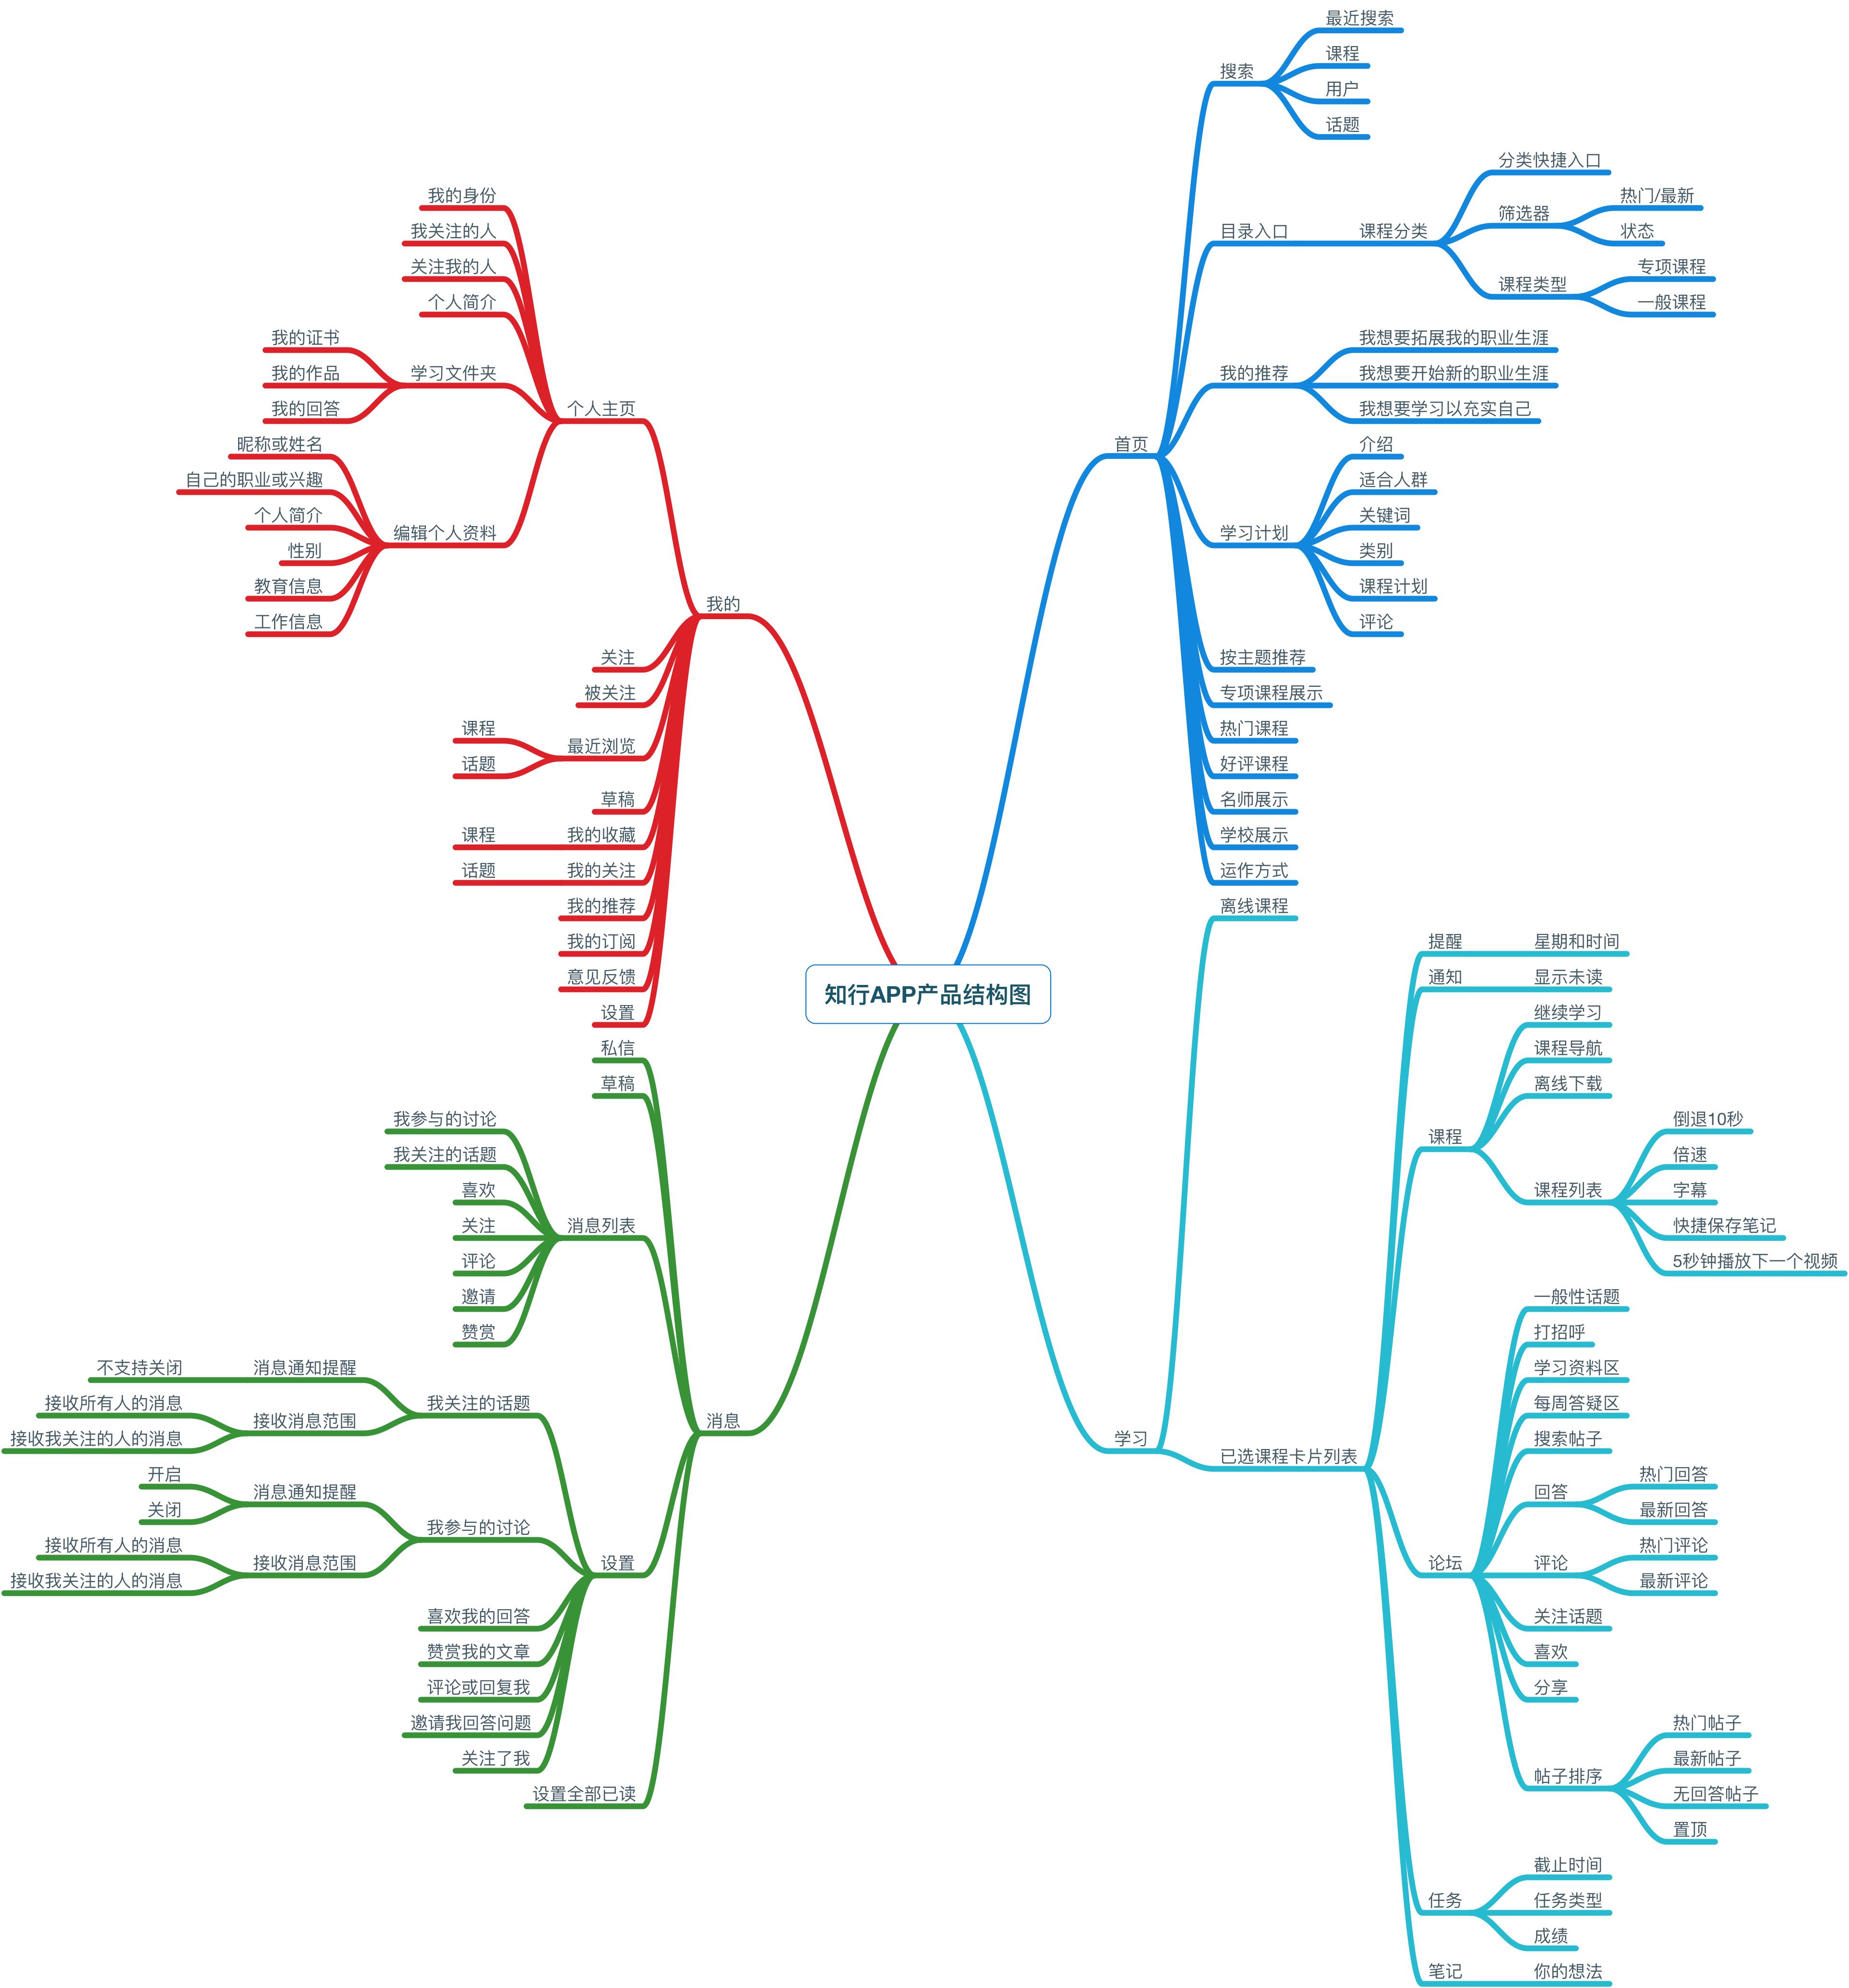 知行APP产品结构图
首页
搜索
最近搜索
课程
用户
话题
目录入口
课程分类
分类快捷入口
筛选器
热门/最新
状态
课程类型
专项课程
一般课程
我的推荐
我想要拓展我的职业生涯
我想要开始新的职业生涯
我想要学习以充实自己
学习计划
介绍
适合人群
关键词
类别
课程计划
评论
按主题推荐
专项课程展示
热门课程
好评课程
名师展示
学校展示
运作方式
学习
离线课程
已选课程卡片列表
提醒
星期和时间
通知
显示未读
课程
继续学习
课程导航
离线下载
课程列表
倒退10秒
倍速
字幕
快捷保存笔记
5秒钟播放下一个视频
论坛
一般性话题
打招呼
学习资料区
每周答疑区
搜索帖子
回答
热门回答
最新回答
评论
热门评论
最新评论
关注话题
喜欢
分享
帖子排序
热门帖子
最新帖子
无回答帖子
置顶
任务
截止时间
任务类型
成绩
笔记
你的想法
我的
个人主页
我的身份
我关注的人
关注我的人
个人简介
学习文件夹
我的证书
我的作品
我的回答
编辑个人资料
昵称或姓名
自己的职业或兴趣
个人简介
性别
教育信息
工作信息
关注
被关注
最近浏览
课程
话题
草稿
我的收藏
课程
我的关注
话题
我的推荐
我的订阅
意见反馈
设置
消息
私信
草稿
消息列表
我参与的讨论
我关注的话题
喜欢
关注
评论
邀请
赞赏
设置
我关注的话题
消息通知提醒
不支持关闭
接收消息范围
接收所有人的消息
接收我关注的人的消息
我参与的讨论
消息通知提醒
开启
关闭
接收消息范围
接收所有人的消息
接收我关注的人的消息
喜欢我的回答
赞赏我的文章
评论或回复我
邀请我回答问题
关注了我
设置全部已读